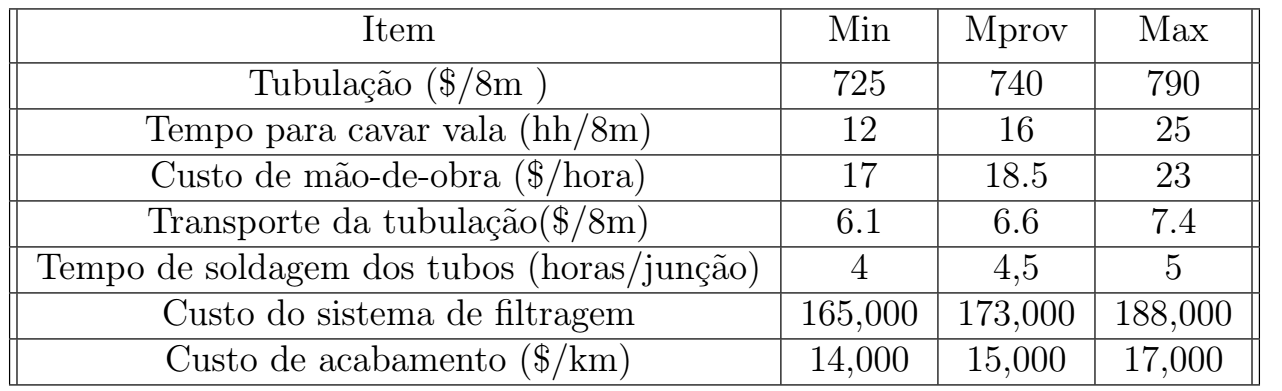 Item Min Mprov Max
Tubulação ($/8m ) 725 740 790
Tempo para cavar vala (hh/8m) 12 16 25
Custo de mão-de-obra ($/hora) 17 18.5 23
Transporte da tubulação($/8m) 6.1 6.6 7.4
Tempo de soldagem dos tubos (horas/junção) 4 4,5 5
Custo do sistema de filtragem 165,000 173,000 188,000
Custo de acabamento ($/km) 14,000 15,000 17,000